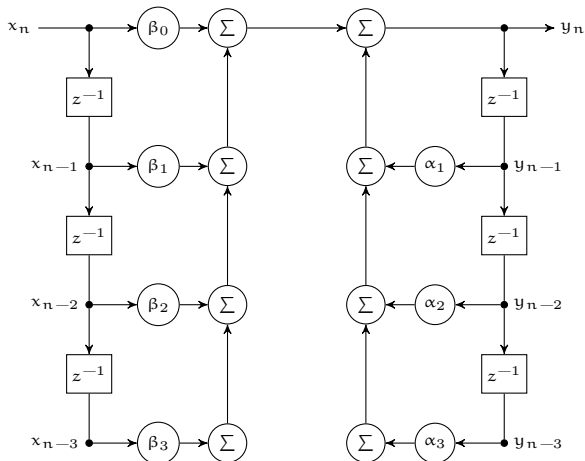 xₙ β₀ Σ Σ yₙ
z⁻¹ z⁻¹
xₙ₋₁ β₁ Σ Σ α₁ yₙ₋₁
z⁻¹ z⁻¹
xₙ₋₂ β₂ Σ Σ α₂ yₙ₋₂
z⁻¹ z⁻¹
xₙ₋₃ β₃ Σ Σ α₃ yₙ₋₃